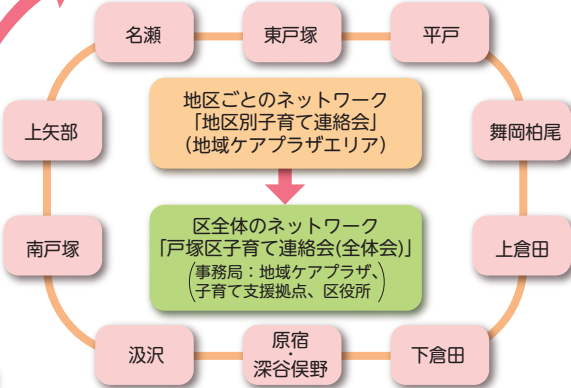 名瀬
東戸塚
平戸
上矢部
地区ごとのネットワーク
「地区別子育て連絡会」
(地域ケアプラザエリア)
舞岡柏尾
南戸塚
区全体のネットワーク
「戸塚区子育て連絡会(全体会)」
(事務局：地域ケアプラザ、
子育て支援拠点、区役所)
上倉田
汲沢
原宿
・
深谷俣野
下倉田